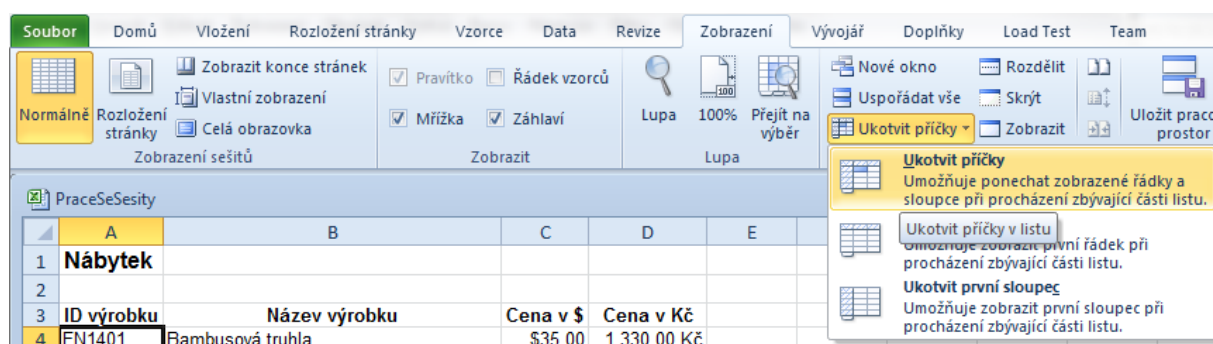 Soubor Domů Vložení Rozložení stránky Vzorce Data Revize Zobrazení Vývojář Doplňky Load Test Team
Normálně
Rozložení
stránky
Zobrazit konce stránek
Vlastní zobrazení
Celá obrazovka
Zobrazení sešitů
Pravítko Řádek vzorců
Mřížka Záhlaví
Zobrazit
Lupa
100%
100
Přejít na
výběr
Lupa
Nové okno
Uspořádat vše
Ukotvit příčky
Rozdělit
Skrýt
Zobrazit
Uložit praco
prostor
Ukotvit příčky
Umožňuje ponechat zobrazené řádky a
sloupce při procházení zbývající části listu.
Ukotvit příčky v listu
Umožňuje zobrazit první řádek při
procházení zbývající části listu.
Ukotvit první sloupec
Umožňuje zobrazit první sloupec při
procházení zbývající části listu.
PraceSeSesity
A B C D E
1 Nábytek
2
3 ID výrobku Název výrobku Cena v $ Cena v Kč
4 EN1401 Bambusová truhla $35,00 1 330,00 Kč